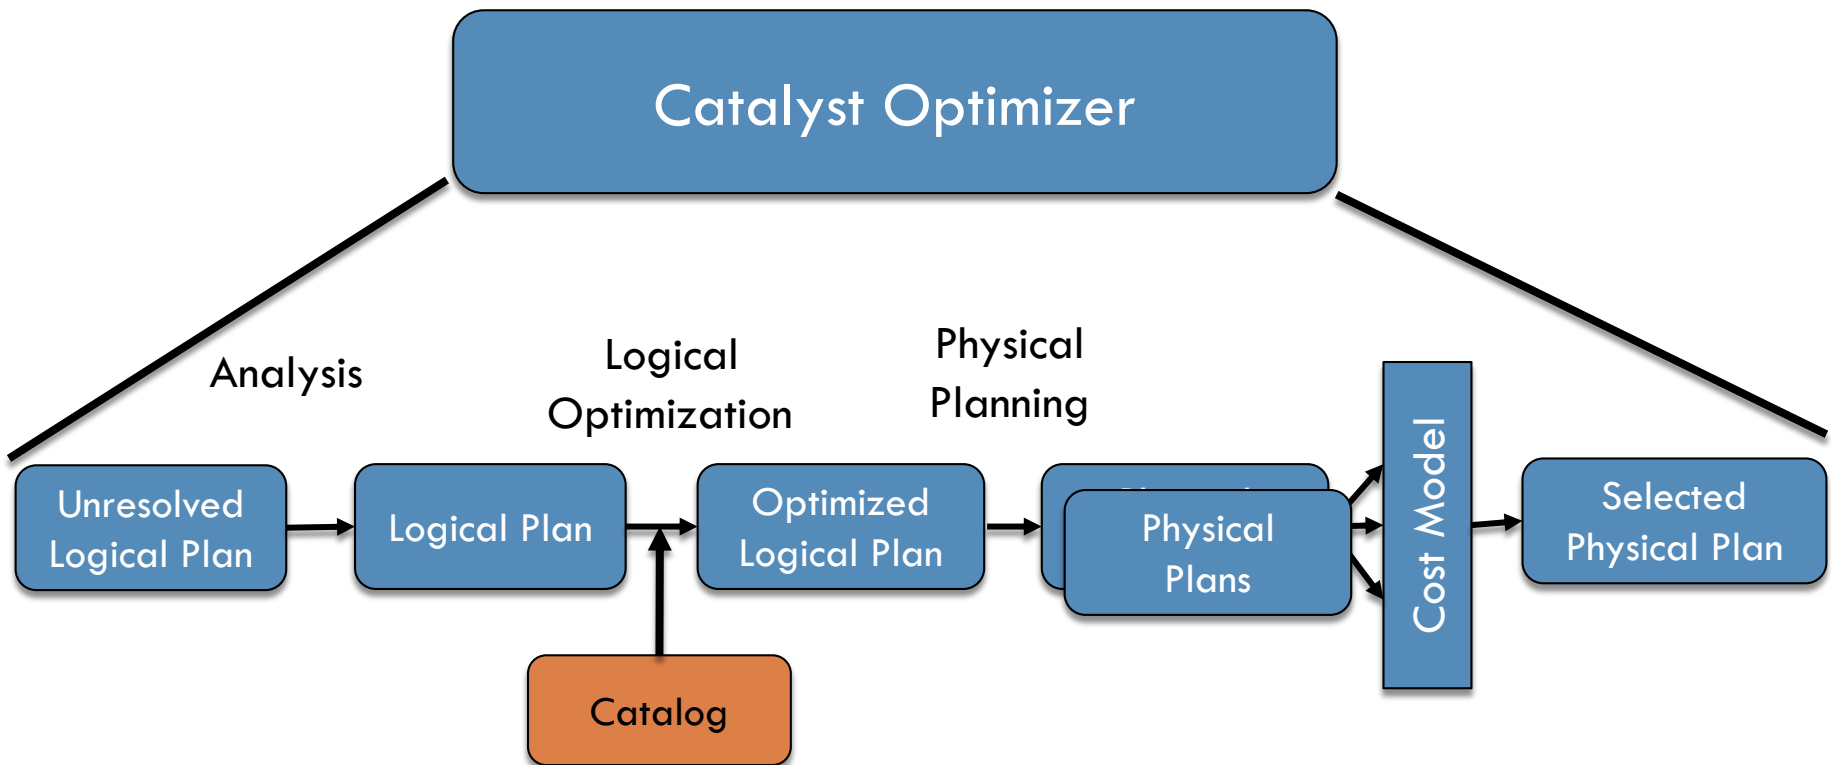 Catalyst Optimizer
Analysis
Logical
Optimization
Physical
Planning
Unresolved
Logical Plan
Logical Plan
Optimized
Logical Plan
Physical
Plans
Cost Model
Selected
Physical Plan
Catalog